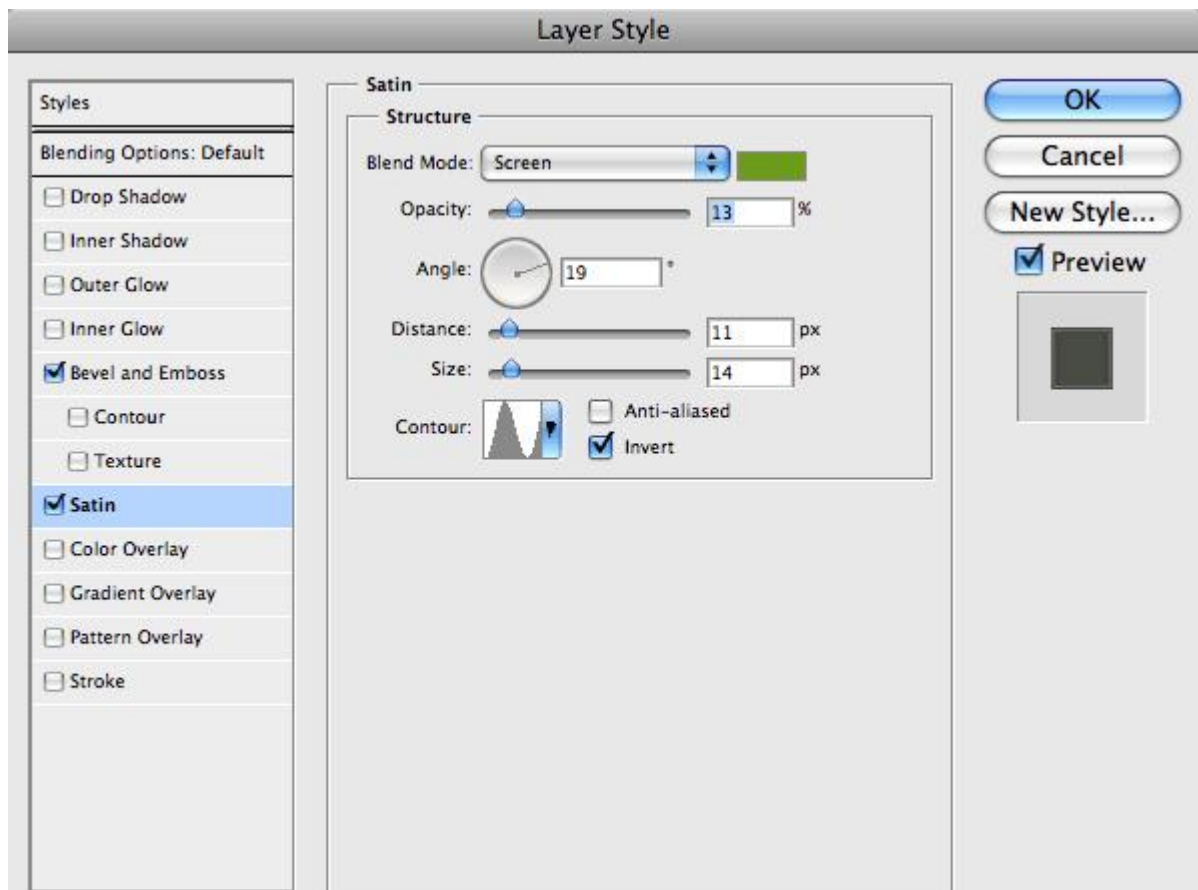 Layer Style
Styles
Blending Options: Default
Drop Shadow
Inner Shadow
Outer Glow
Inner Glow
Bevel and Emboss
Contour
Texture
Satin
Color Overlay
Gradient Overlay
Pattern Overlay
Stroke
Satin
Structure
Blend Mode: Screen
Opacity: 13 %
Angle: 19 °
Distance: 11 px
Size: 14 px
Contour:
Anti-aliased
Invert
OK
Cancel
New Style...
Preview